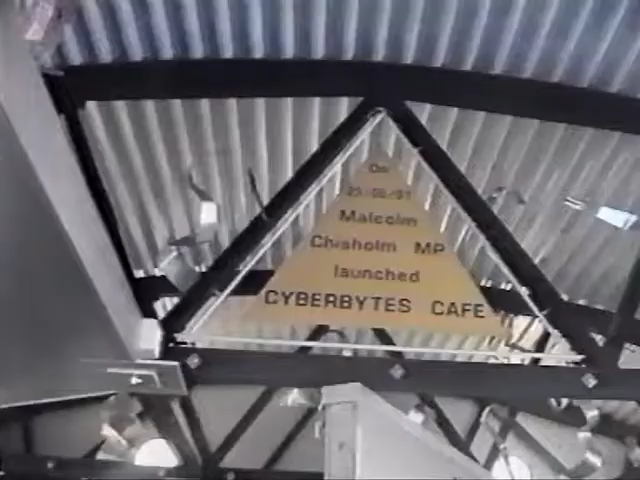 On
Malcolm
Chisholm MP
launched
CYBERBYTES CAFE